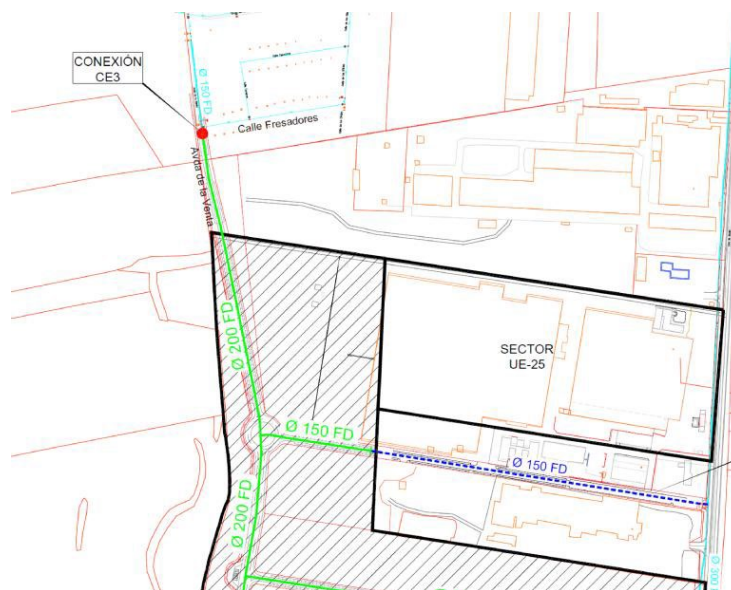 CONEXIÓN
CE3
Ø 150 FD
Calle Fresadores
Avda de la Venta
Ø 200 FD
SECTOR
UE-25
Ø 150 FD
Ø 150 FD
Ø 200 FD
Ø 300